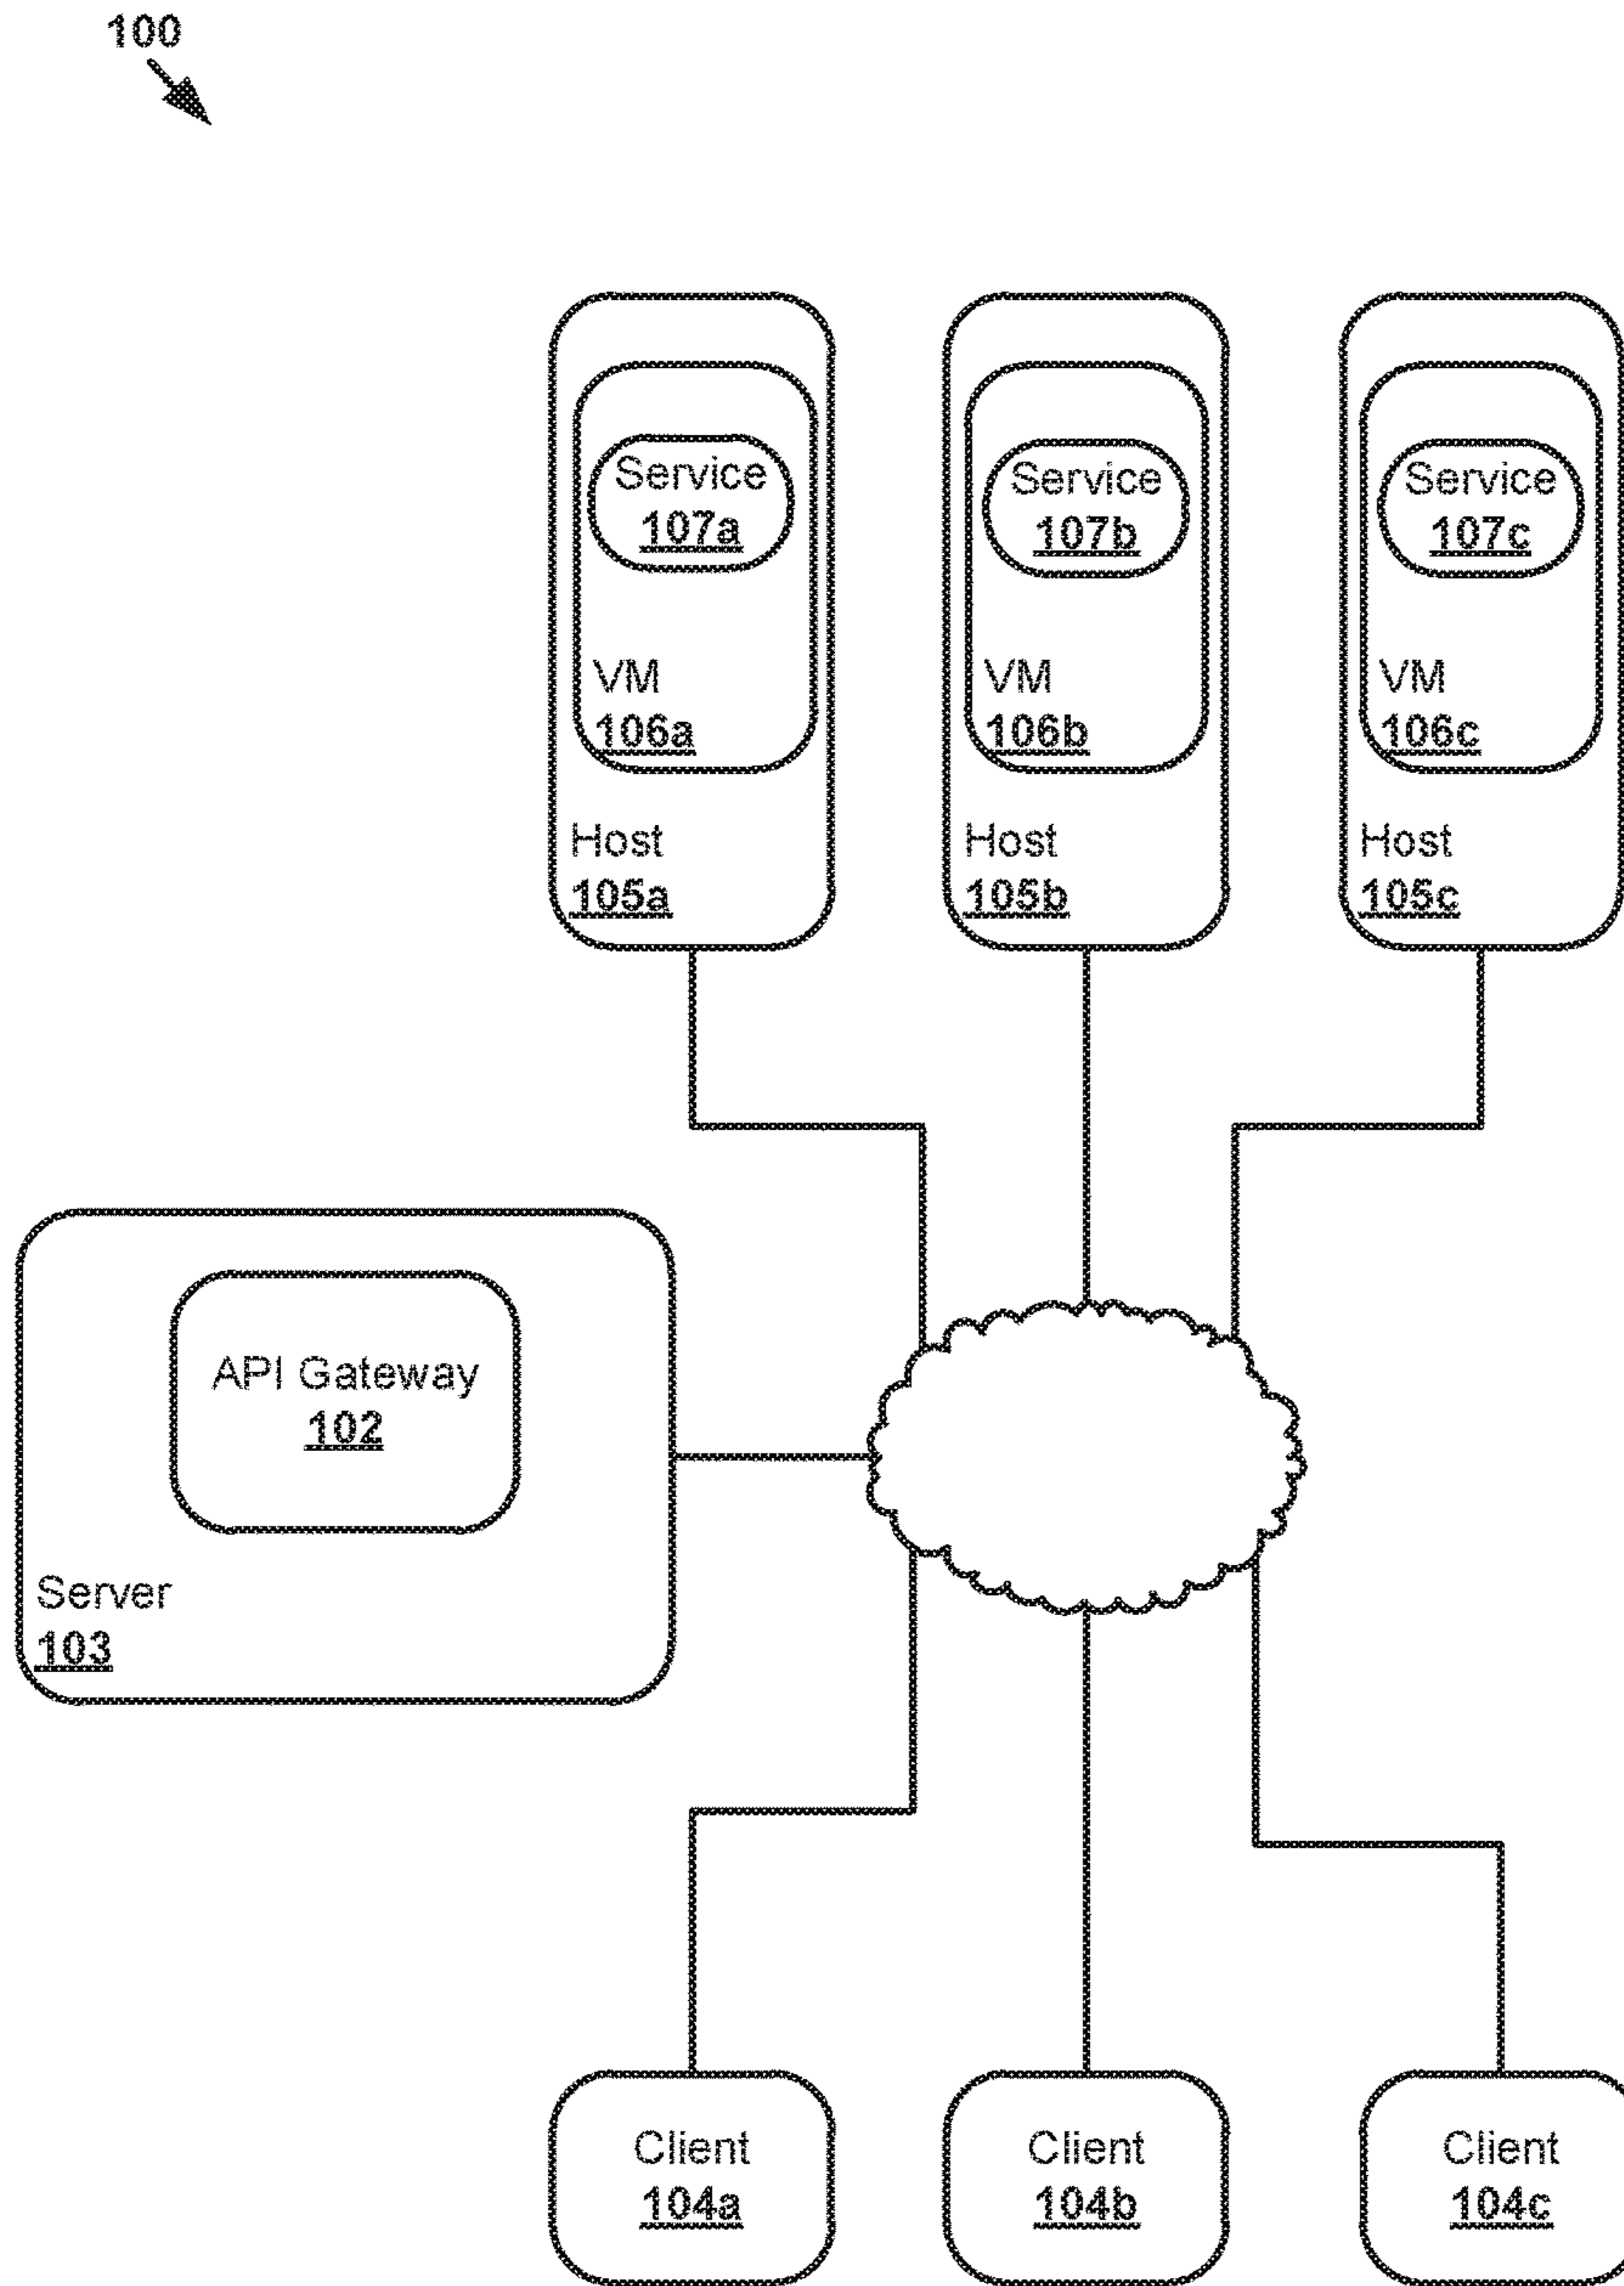 100
Service
107a
Service
107b
Service
107c
VM
106a
VM
106b
VM
106c
Host
105a
Host
105b
Host
105c
API Gateway
102
Server
103
Client
104a
Client
104b
Client
104c